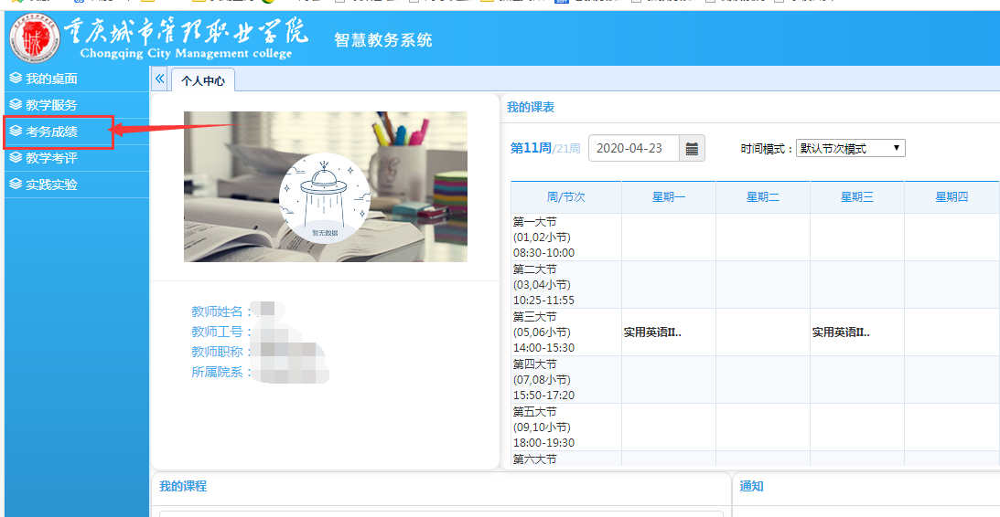 重庆城市管理职业学院
Chongqing City Management college
智慧教务系统
我的桌面
教学服务
考务成绩
教学考评
实践实验
个人中心
暂无数据
教师姓名：
教师工号：
教师职称：
所属院系：
我的课表
第11周/21周 2020-04-23 时间模式：默认节次模式
周/节次 星期一 星期二 星期三 星期四
第一大节
(01,02小节)
08:30-10:00
第二大节
(03,04小节)
10:25-11:55
第三大节
(05,06小节)
14:00-15:30
实用英语II.. 实用英语II..
第四大节
(07,08小节)
15:50-17:20
第五大节
(09,10小节)
18:00-19:30
第六大节
我的课程
通知